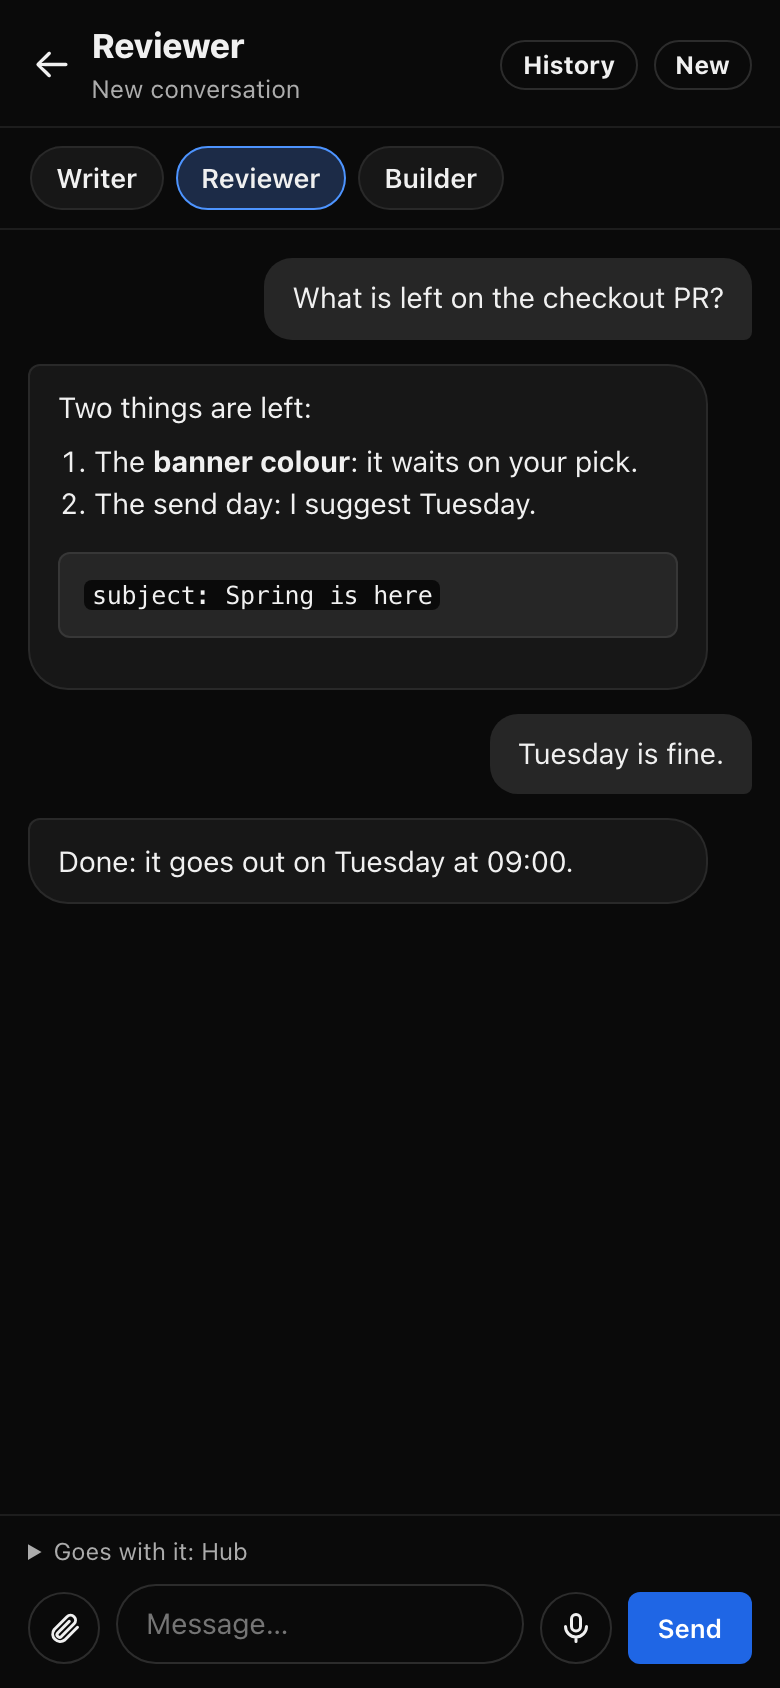 Reviewer
New conversation
History
New
Writer
Reviewer
Builder
What is left on the checkout PR?
Two things are left:
1. The banner colour: it waits on your pick.
2. The send day: I suggest Tuesday.
subject: Spring is here
Tuesday is fine.
Done: it goes out on Tuesday at 09:00.
Goes with it: Hub
Message...
Send